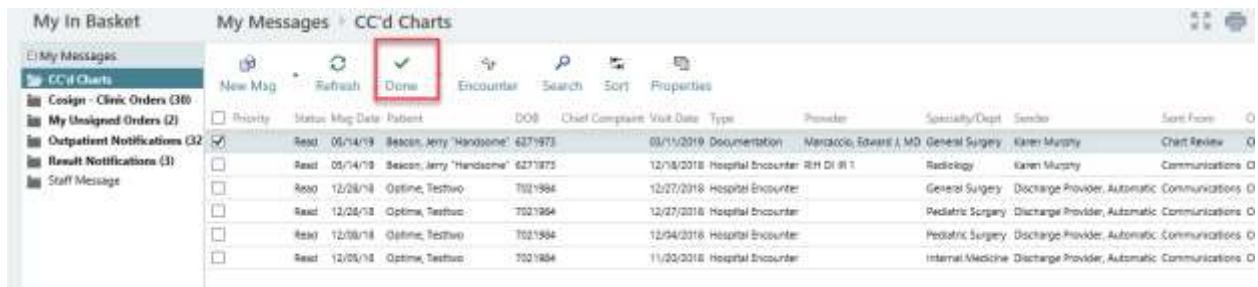 My In Basket
My Messages CC'd Charts
My Messages
CC'd Charts
Cosign - Clinic Orders (30)
My Unsigned Orders (2)
Outpatient Notifications (32
Result Notifications (3)
Staff Message
New Msg Refresh Done Encounter Search Sort Properties
Priority Status Msg Date Patient DOB Chief Complaint Visit Date Type Provider Specialty/Dept Sender Sent From
Read 05/14/19 Beacon, Jerry "Handsome" 6271973 03/11/2019 Documentation Marcaccio, Edward J, MD General Surgery Karen Murphy Chart Review
Read 05/14/19 Beacon, Jerry "Handsome" 6271973 12/18/2018 Hospital Encounter RIH DI IR 1 Radiology Karen Murphy Communications
Read 12/28/18 Optime, Testtwo 7021984 12/27/2018 Hospital Encounter General Surgery Discharge Provider, Automatic Communications
Read 12/28/18 Optime, Testtwo 7021984 12/27/2018 Hospital Encounter Pediatric Surgery Discharge Provider, Automatic Communications
Read 12/08/18 Optime, Testtwo 7021984 12/04/2018 Hospital Encounter Pediatric Surgery Discharge Provider, Automatic Communications
Read 12/05/18 Optime, Testtwo 7021984 11/20/2018 Hospital Encounter Internal Medicine Discharge Provider, Automatic Communications